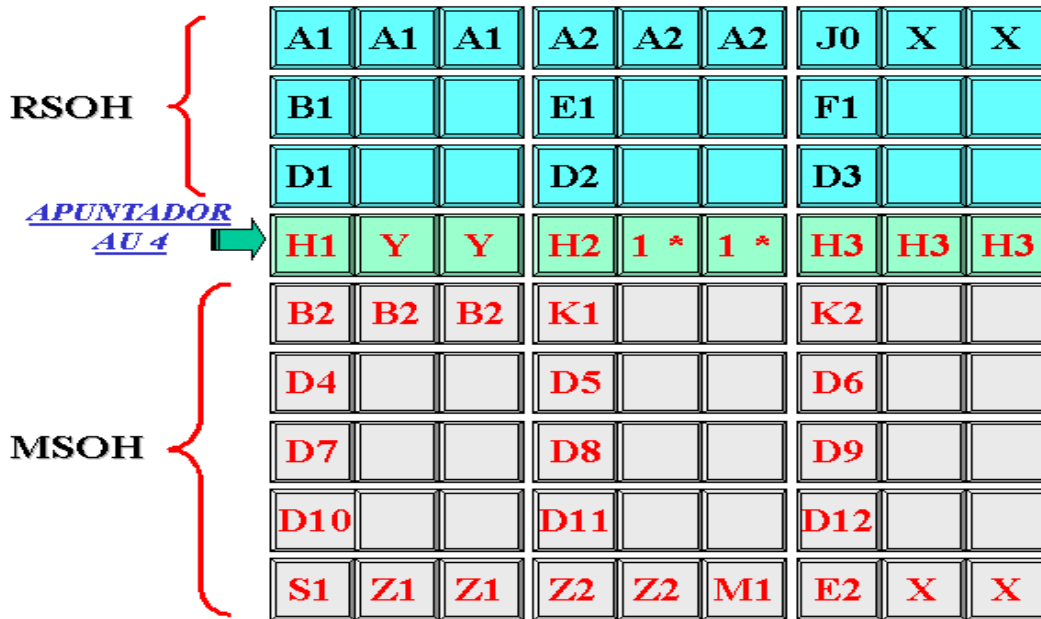 A1 A1 A1 A2 A2 A2 J0 X X
RSOH
B1 E1 F1
D1 D2 D3
APUNTADOR
AU 4
H1 Y Y H2 1 * 1 * H3 H3 H3
B2 B2 B2 K1 K2
D4 D5 D6
MSOH
D7 D8 D9
D10 D11 D12
S1 Z1 Z1 Z2 Z2 M1 E2 X X